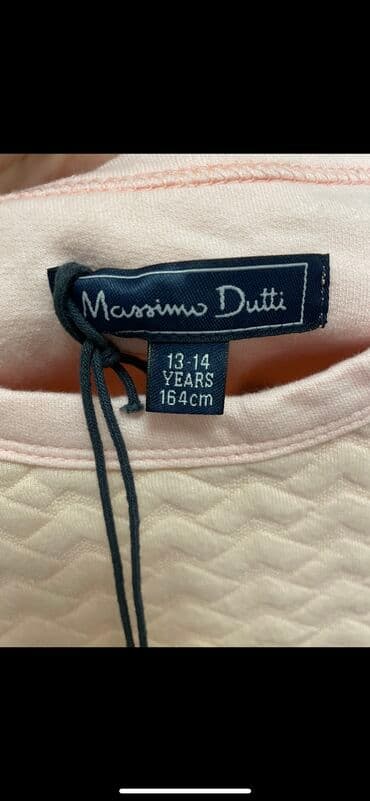 Massimo Dutti
13-14
YEARS
164cm